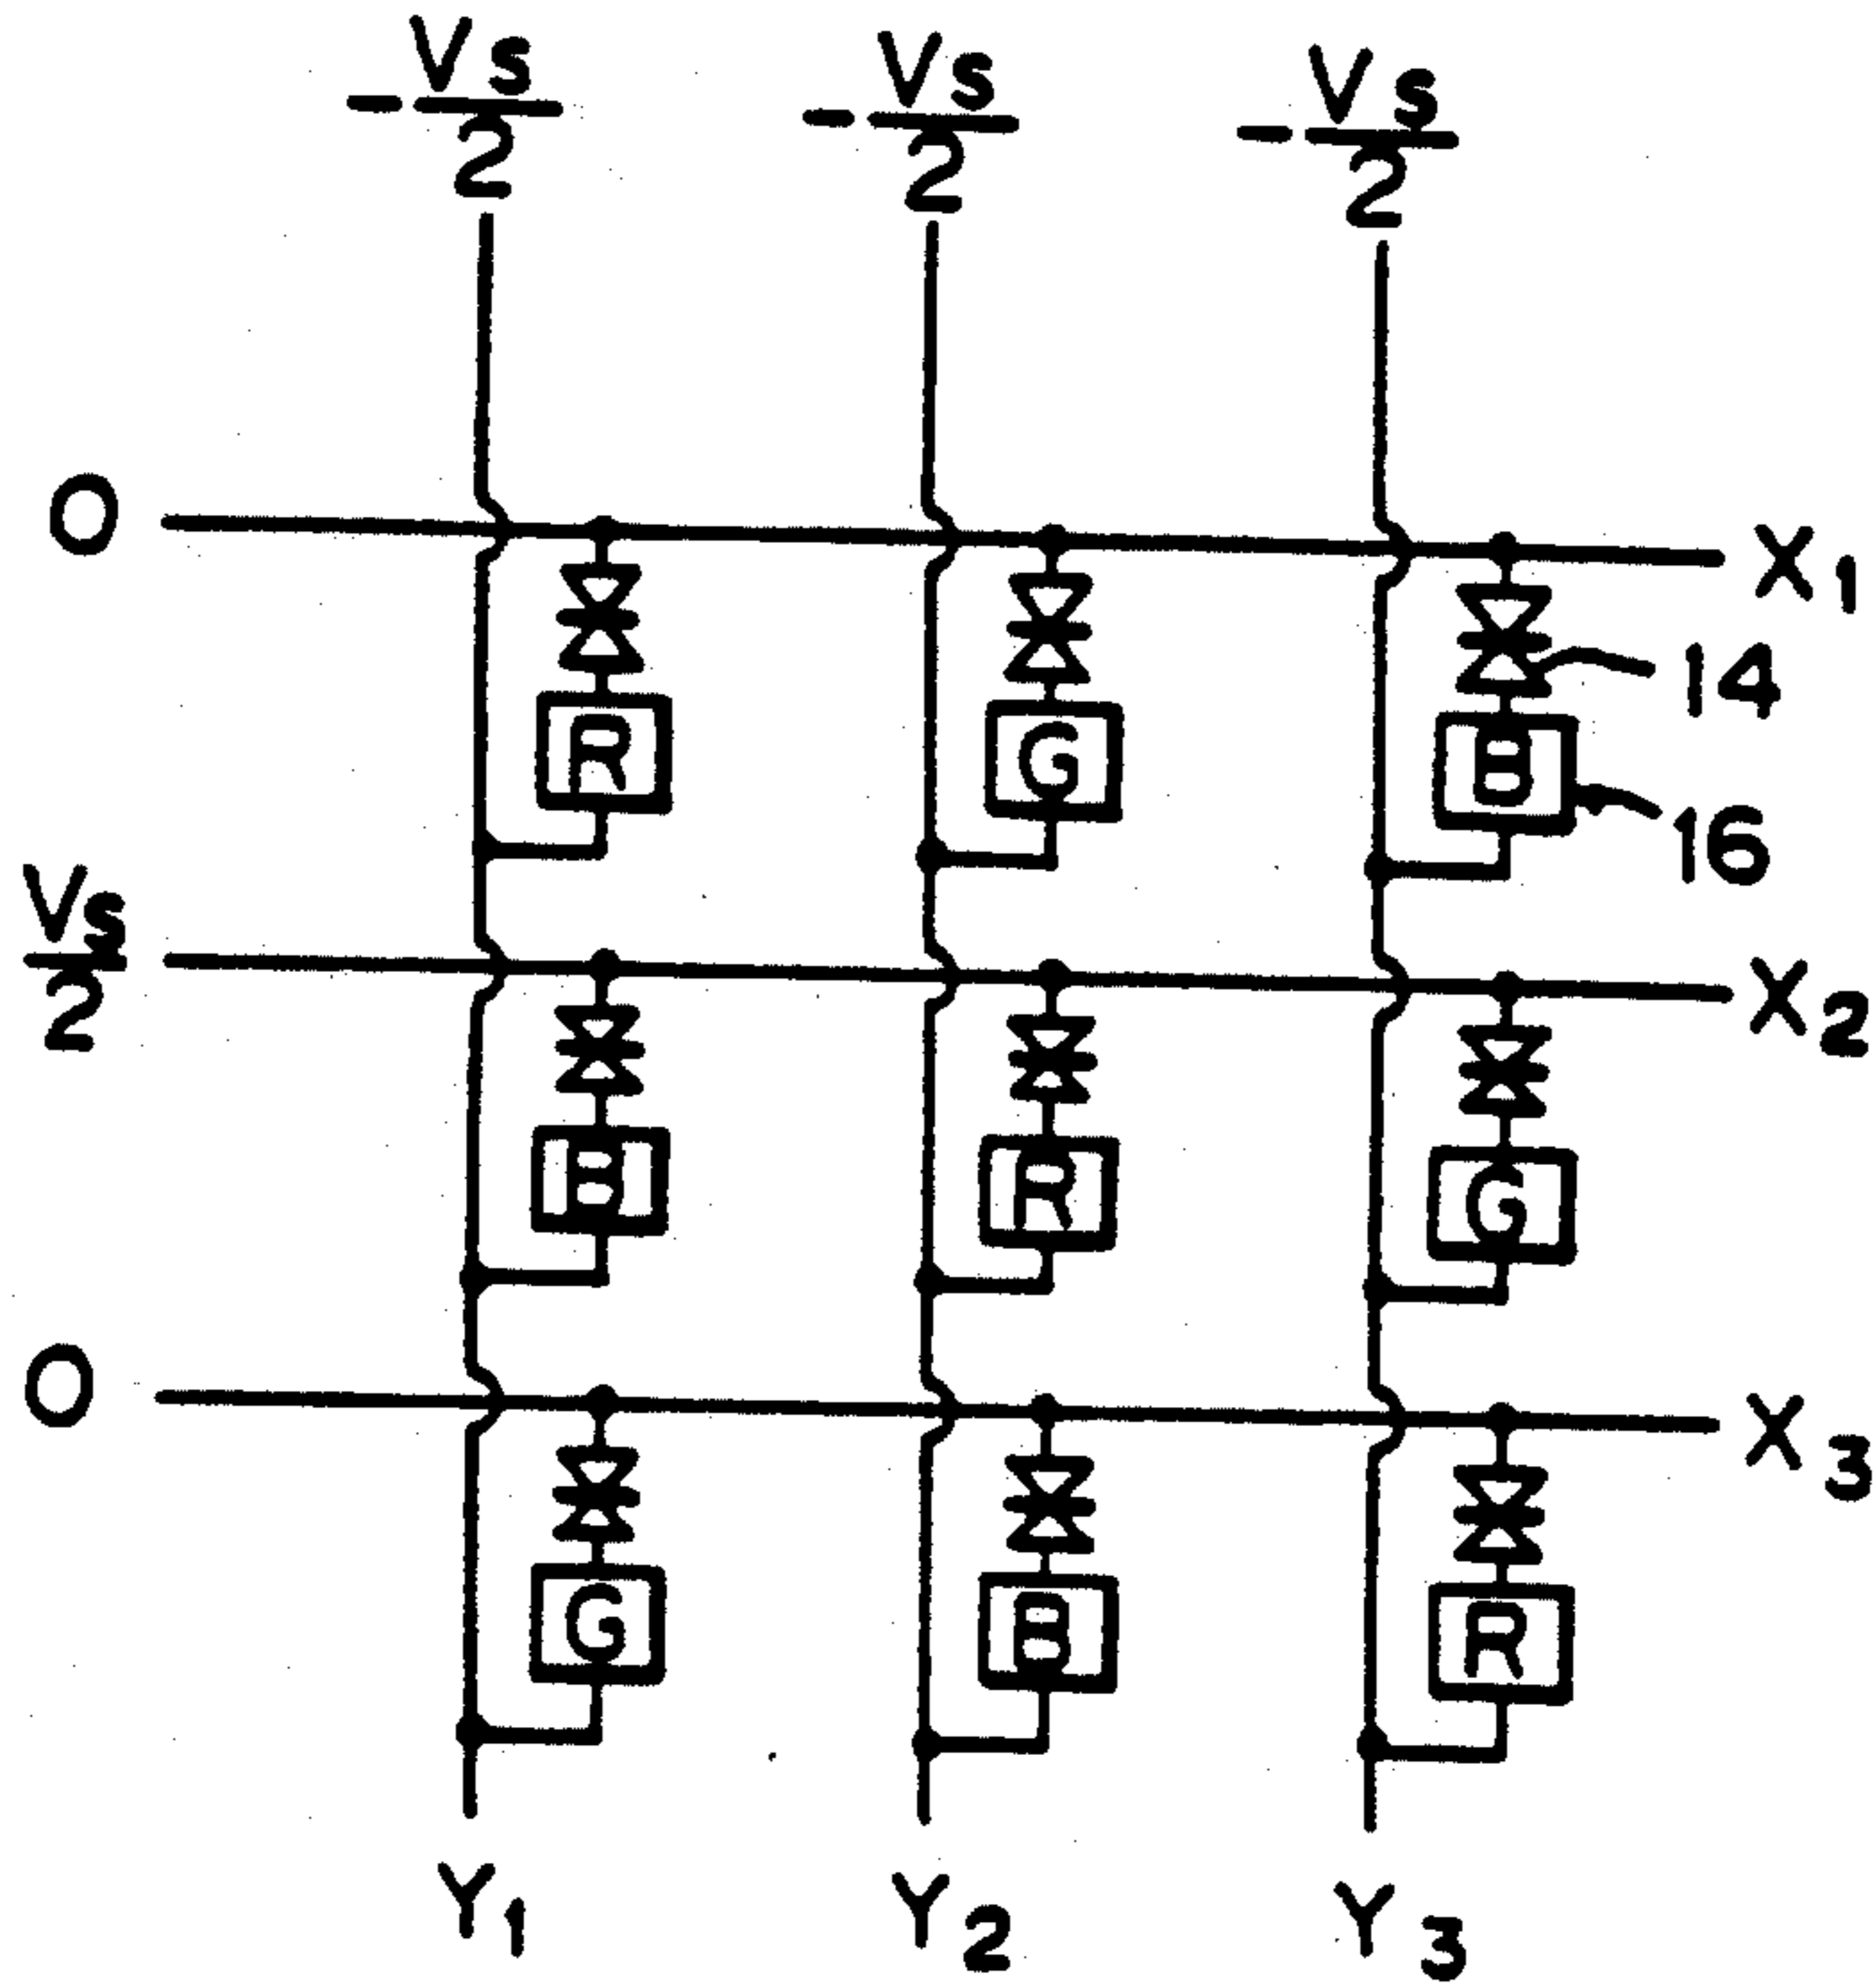 - Vs/2 - Vs/2 - Vs/2
O X1
14
R G B
16
Vs/2 X2
B R G
O X3
G B R
Y1 Y2 Y3